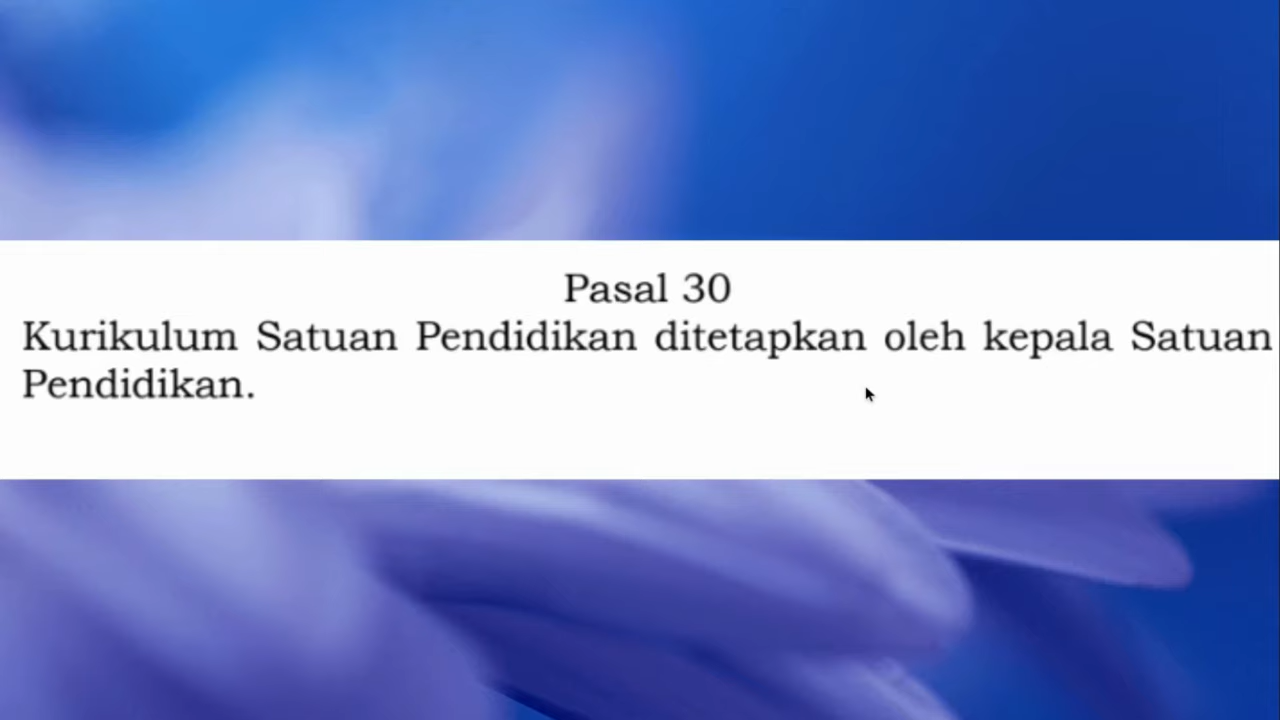 Pasal 30
Kurikulum Satuan Pendidikan ditetapkan oleh kepala Satuan
Pendidikan.